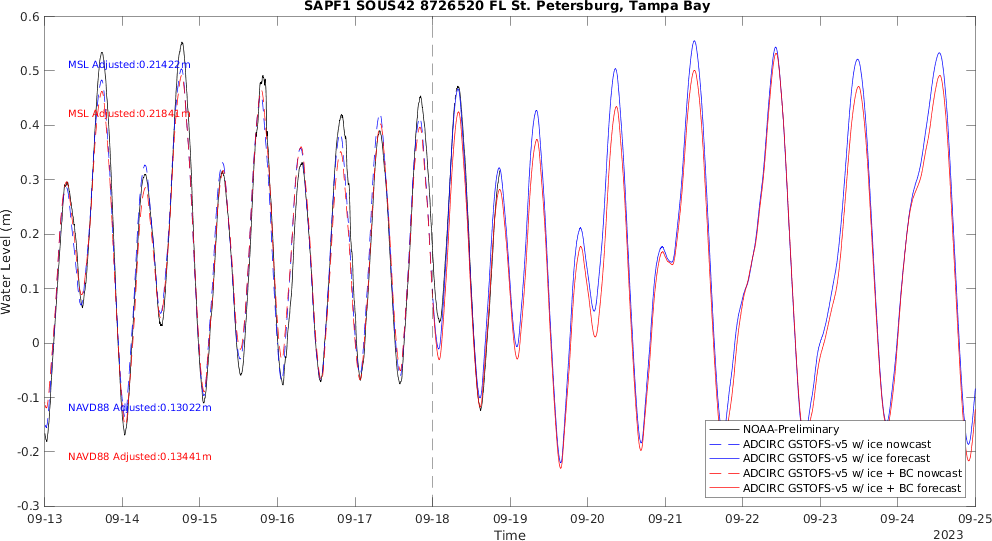 SAPF1 SOUS42 8726520 FL St. Petersburg, Tampa Bay
Water Level (m)
0.6
0.5
0.4
0.3
0.2
0.1
0
-0.1
-0.2
-0.3
MSL Adjusted:0.21422m
MSL Adjusted:0.21841m
NAVD88 Adjusted:0.13022m
NAVD88 Adjusted:0.13441m
NOAA-Preliminary
ADCIRC GSTOFS-v5 w/ ice nowcast
ADCIRC GSTOFS-v5 w/ ice forecast
ADCIRC GSTOFS-v5 w/ ice + BC nowcast
ADCIRC GSTOFS-v5 w/ ice + BC forecast
09-13 09-14 09-15 09-16 09-17 09-18 09-19 09-20 09-21 09-22 09-23 09-24 09-25
Time
2023